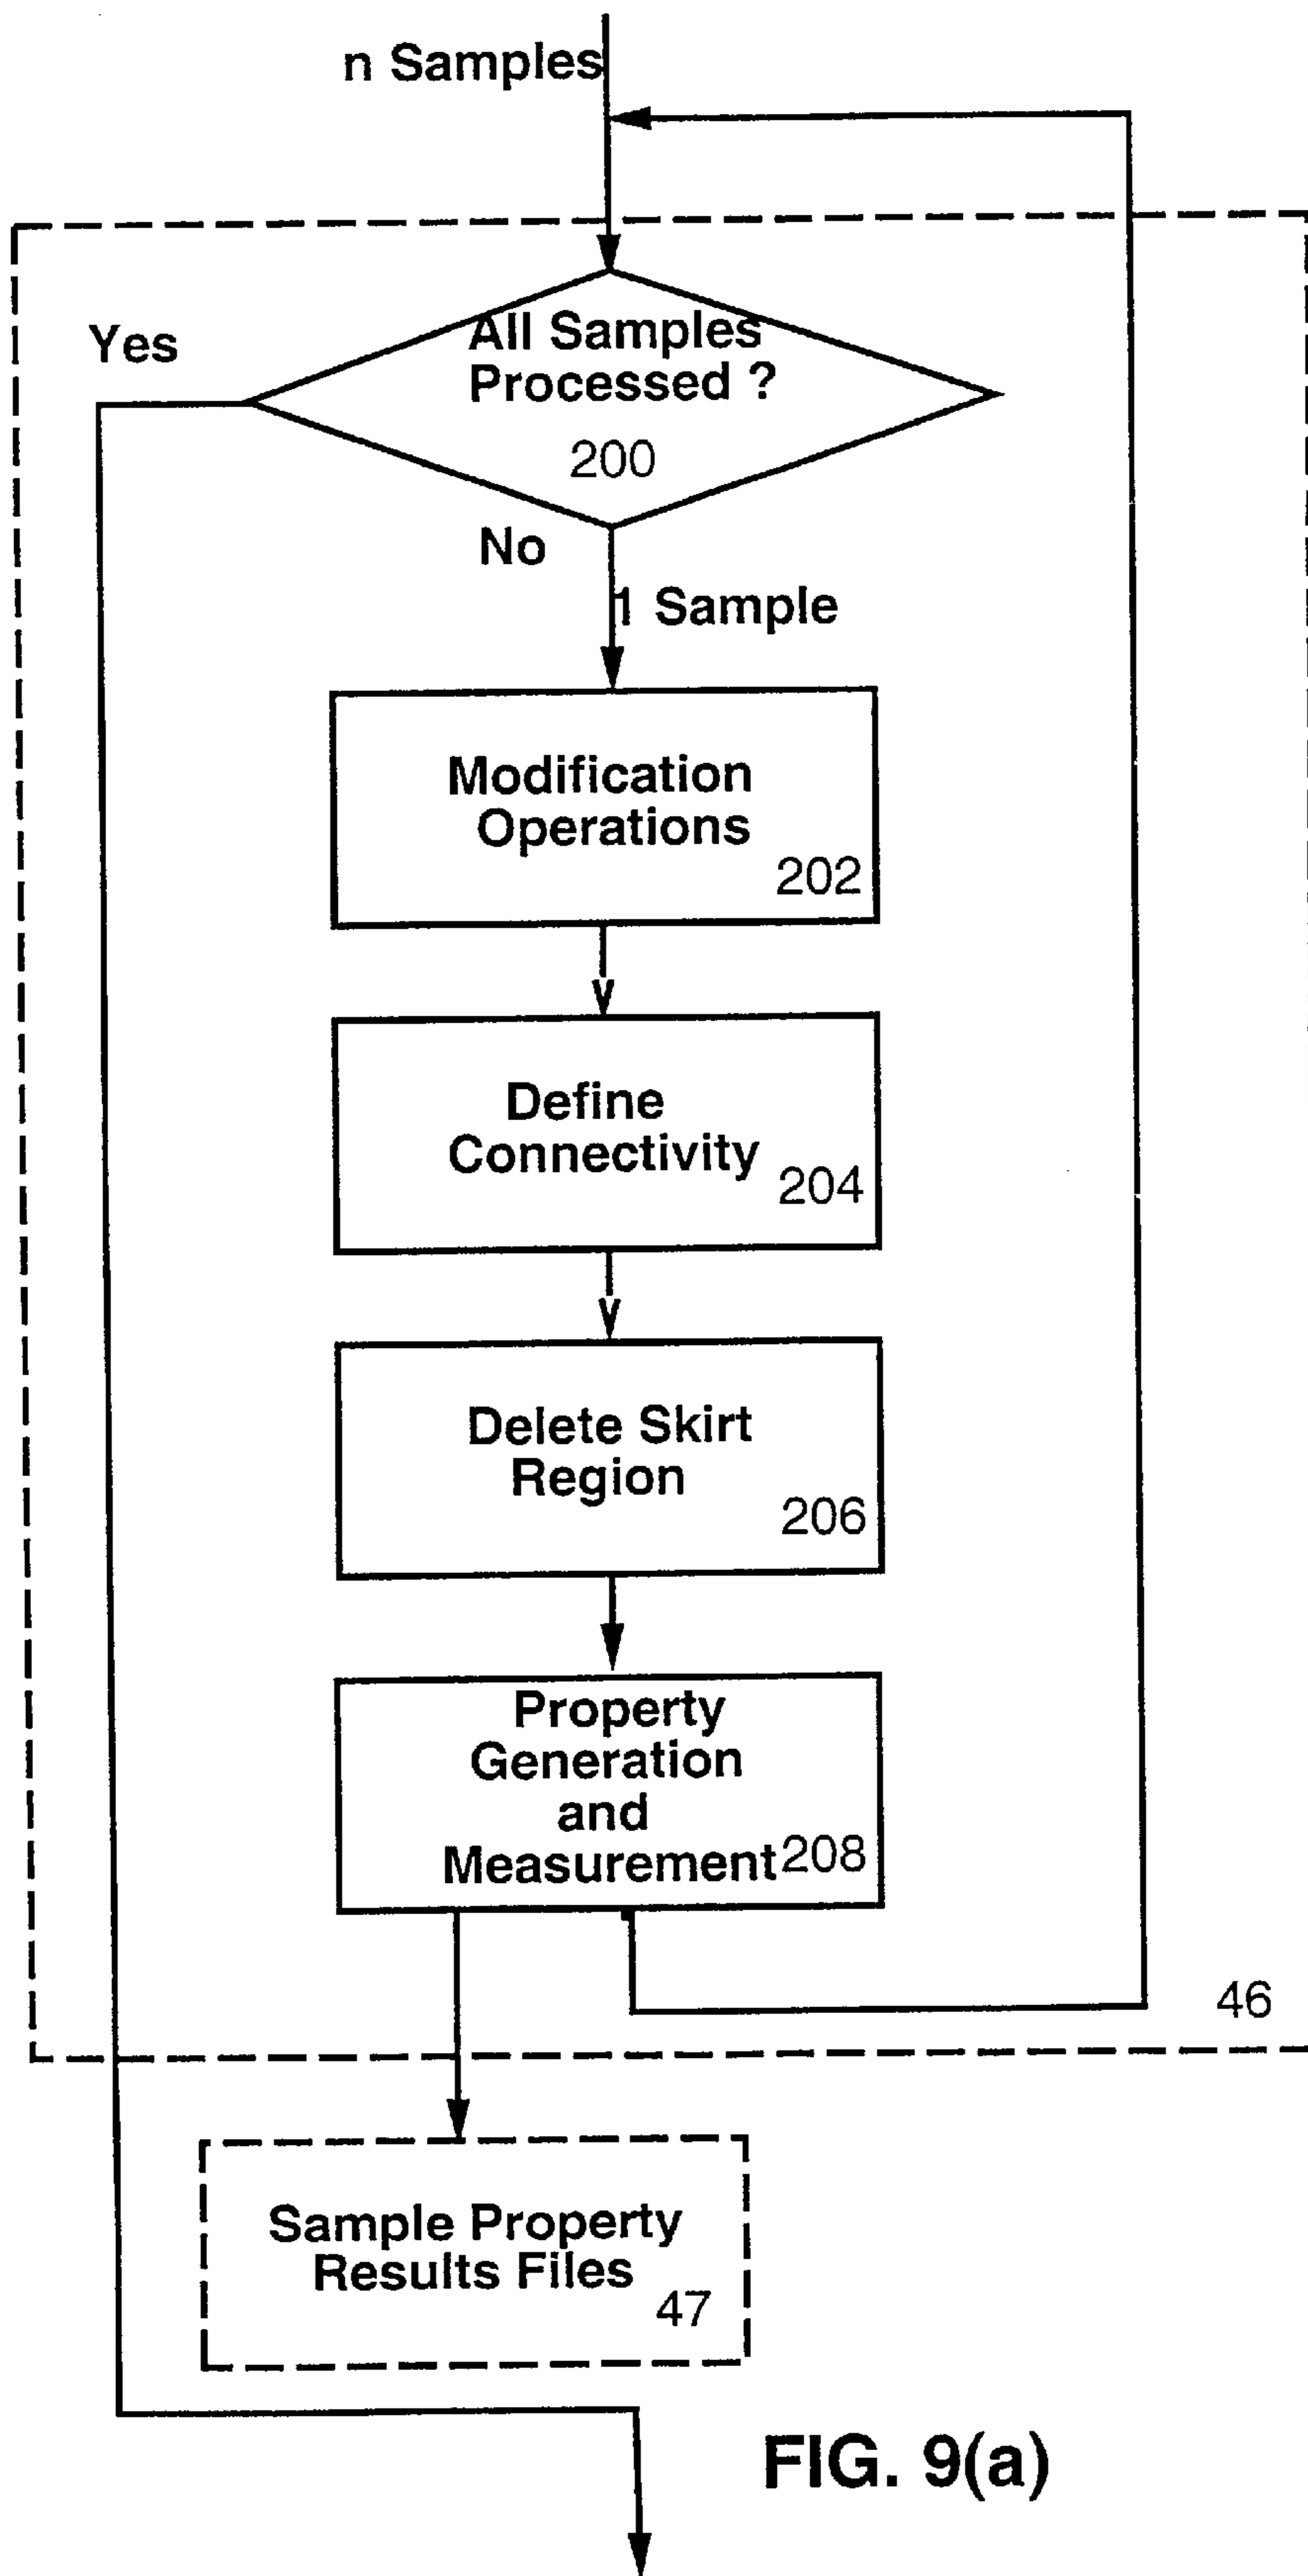 n Samples
Yes
All Samples
Processed ?
200
No
1 Sample
Modification
Operations
202
Define
Connectivity
204
Delete Skirt
Region
206
Property
Generation
and
Measurement
208
46
Sample Property
Results Files
47
FIG. 9(a)